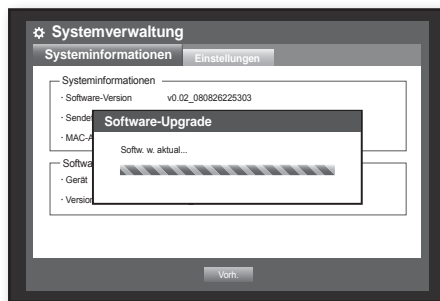 Systemverwaltung
Systeminformationen
Einstellungen
Systeminformationen
· Software-Version v0.02_080826225303
· Sende
· MAC-A
Software-Upgrade
Softw. w. aktual...
Softwa
· Gerät
· Version
Vorh.